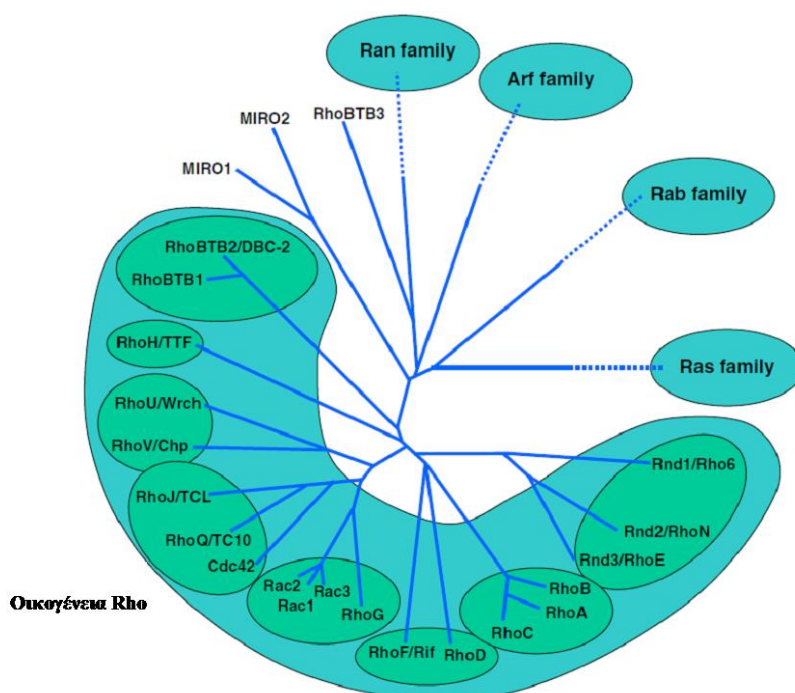 Ran family
Arf family
MIRO2
RhoBTB3
MIRO1
Rab family
RhoBTB2/DBC-2
RhoBTB1
RhoH/TTF
Ras family
RhoU/Wrch
RhoV/Chp
Rnd1/Rho6
RhoJ/TCL
Rnd2/RhoN
RhoQ/TC10
Cdc42
Rnd3/RhoE
Rac2
Rac3
Rac1
RhoG
RhoB
RhoA
RhoC
Οικογένεια Rho
RhoF/Rif
RhoD